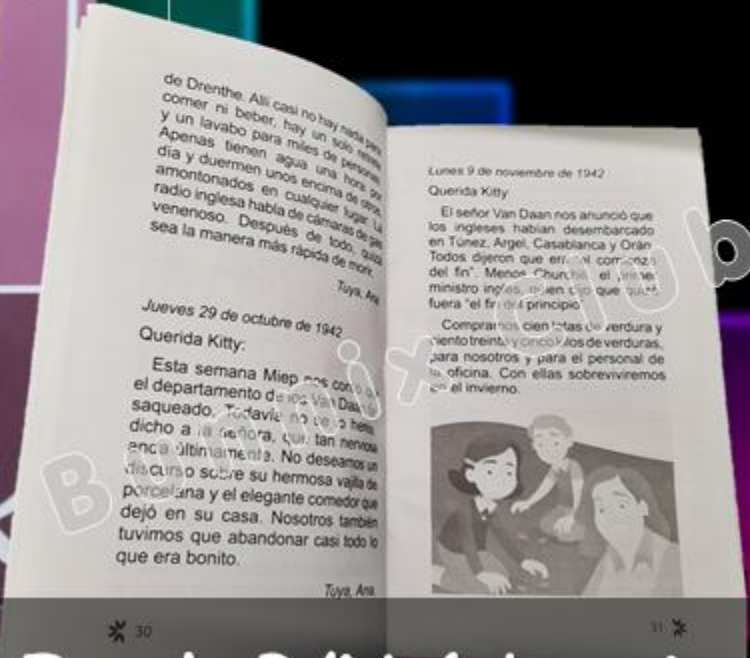 de Drenthe. Allí casi no hay nada para
comer ni beber, hay un solo retrete
y un lavabo para miles de personas.
Apenas tienen agua una hora por
día y duermen unos encima de otros,
amontonados en cualquier lugar. La
radio inglesa habla de cámaras de gas
venenoso. Después de todo, quizá
sea la manera más rápida de morir.
Tuya, Ana
Jueves 29 de octubre de 1942
Querida Kitty:
Esta semana Miep nos contó que
el departamento de los Van Daan
saqueado. Todavía no se lo hemos
dicho a la señora, que tan nerviosa
anda últimamente. No deseamos un
discurso sobre su hermosa vajilla de
porcelana y el elegante comedor que
dejó en su casa. Nosotros también
tuvimos que abandonar casi todo lo
que era bonito.
Tuya, Ana.
30
Lunes 9 de noviembre de 1942
Querida Kitty
El señor Van Daan nos anunció que
los ingleses habían desembarcado
en Túnez, Argel, Casablanca y Orán.
Todos dijeron que era "el comienzo
del fin". Menos Churchill, el primer
ministro inglés, quien dijo que quizá
fuera "el fin del principio"
Compramos cien latas de verdura y
ciento treinta y cinco kilos de verduras,
para nosotros y para el personal de
la oficina. Con ellas sobreviviremos
en el invierno.
31